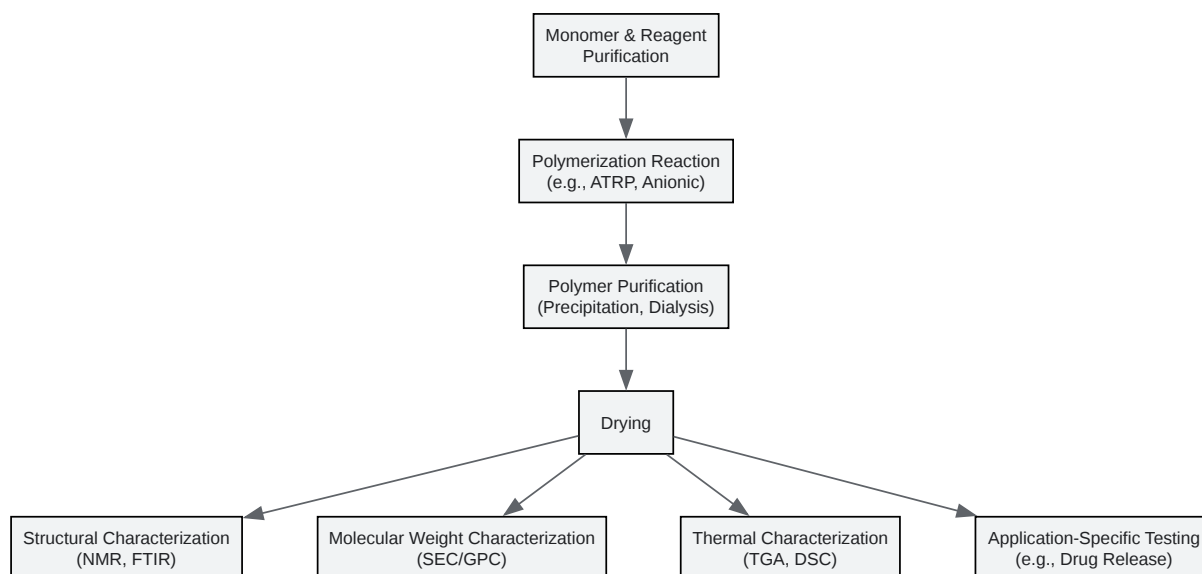 Monomer & Reagent
Purification
Polymerization Reaction
(e.g., ATRP, Anionic)
Polymer Purification
(Precipitation, Dialysis)
Drying
Structural Characterization
(NMR, FTIR)
Molecular Weight Characterization
(SEC/GPC)
Thermal Characterization
(TGA, DSC)
Application-Specific Testing
(e.g., Drug Release)